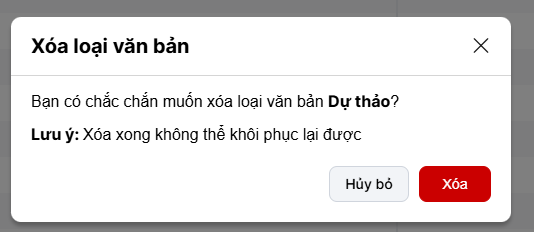 Xóa loại văn bản
Bạn có chắc chắn muốn xóa loại văn bản Dự thảo?
Lưu ý: Xóa xong không thể khôi phục lại được
Hủy bỏ
Xóa